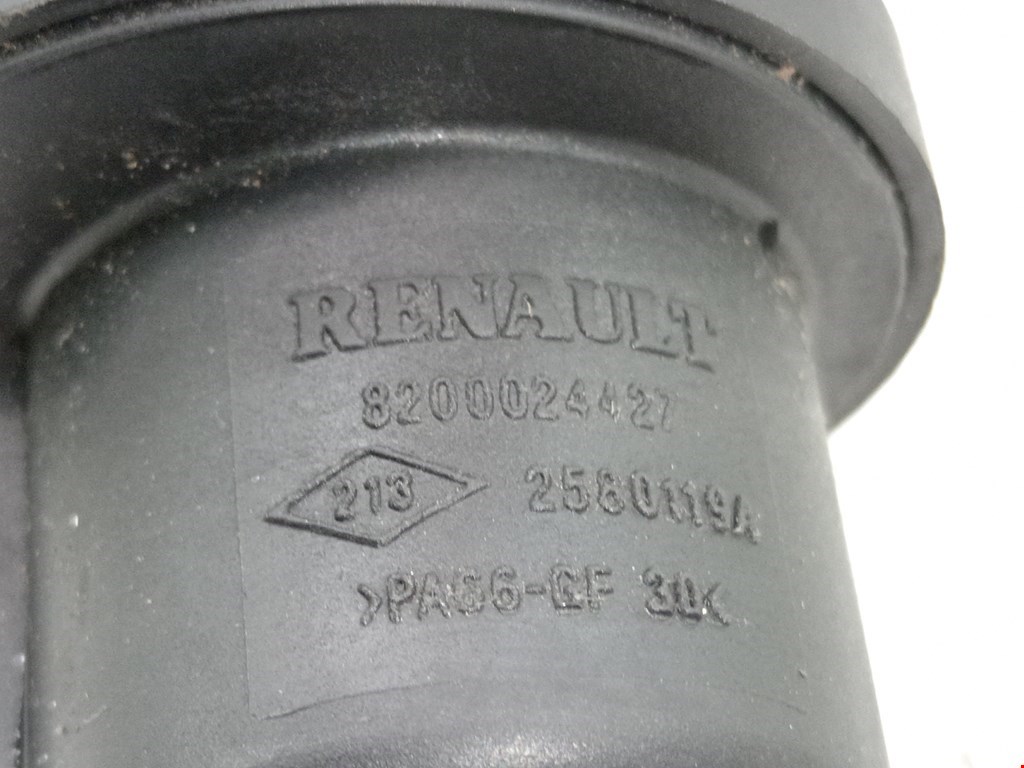 RENAULT
8200024427
213 2580119A
>PA66-GF 30<